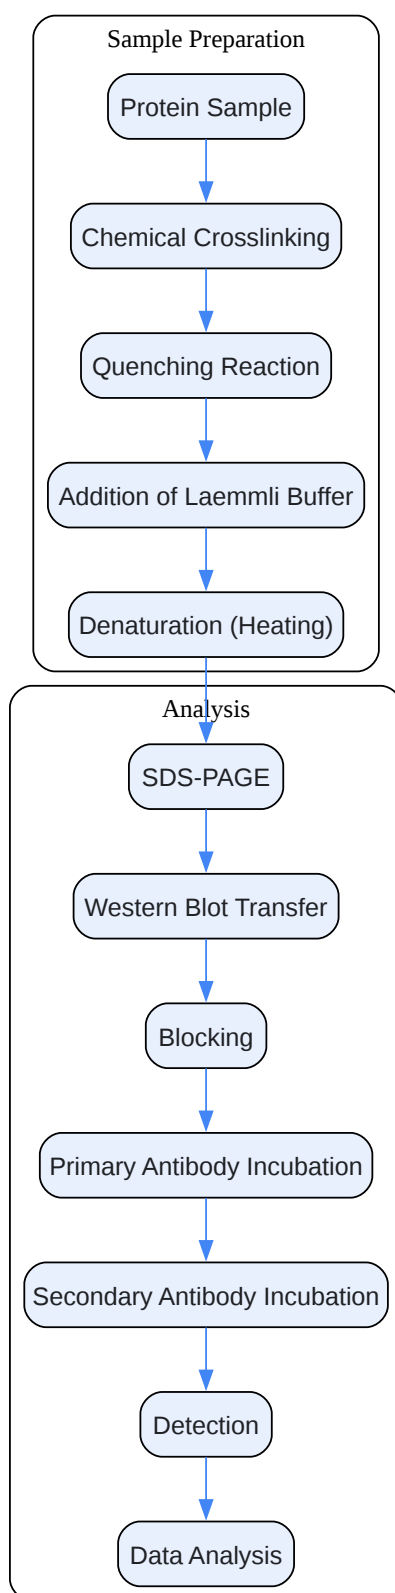 Sample Preparation
Protein Sample
Chemical Crosslinking
Quenching Reaction
Addition of Laemmli Buffer
Denaturation (Heating)
Analysis
SDS-PAGE
Western Blot Transfer
Blocking
Primary Antibody Incubation
Secondary Antibody Incubation
Detection
Data Analysis